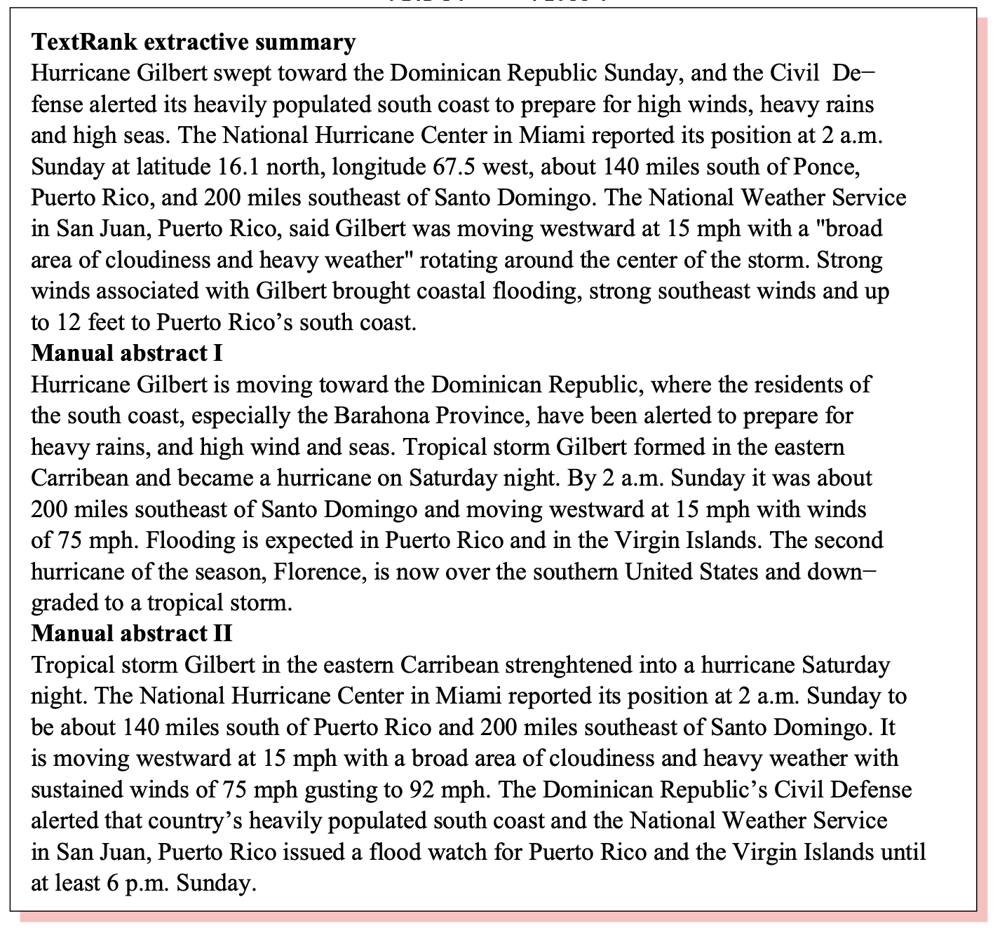 TextRank extractive summary
Hurricane Gilbert swept toward the Dominican Republic Sunday, and the Civil  De−
fense alerted its heavily populated south coast to prepare for high winds, heavy rains
and high seas. The National Hurricane Center in Miami reported its position at 2 a.m.
Sunday at latitude 16.1 north, longitude 67.5 west, about 140 miles south of Ponce,
Puerto Rico, and 200 miles southeast of Santo Domingo. The National Weather Service
in San Juan, Puerto Rico, said Gilbert was moving westward at 15 mph with a "broad
area of cloudiness and heavy weather" rotating around the center of the storm. Strong
winds associated with Gilbert brought coastal flooding, strong southeast winds and up
to 12 feet to Puerto Rico’s south coast.
Manual abstract I
Hurricane Gilbert is moving toward the Dominican Republic, where the residents of
the south coast, especially the Barahona Province, have been alerted to prepare for
heavy rains, and high wind and seas. Tropical storm Gilbert formed in the eastern
Carribean and became a hurricane on Saturday night. By 2 a.m. Sunday it was about
200 miles southeast of Santo Domingo and moving westward at 15 mph with winds
of 75 mph. Flooding is expected in Puerto Rico and in the Virgin Islands. The second
hurricane of the season, Florence, is now over the southern United States and down−
graded to a tropical storm.
Manual abstract II
Tropical storm Gilbert in the eastern Carribean strenghtened into a hurricane Saturday
night. The National Hurricane Center in Miami reported its position at 2 a.m. Sunday to
be about 140 miles south of Puerto Rico and 200 miles southeast of Santo Domingo. It
is moving westward at 15 mph with a broad area of cloudiness and heavy weather with
sustained winds of 75 mph gusting to 92 mph. The Dominican Republic’s Civil Defense
alerted that country’s heavily populated south coast and the National Weather Service
in San Juan, Puerto Rico issued a flood watch for Puerto Rico and the Virgin Islands until
at least 6 p.m. Sunday.